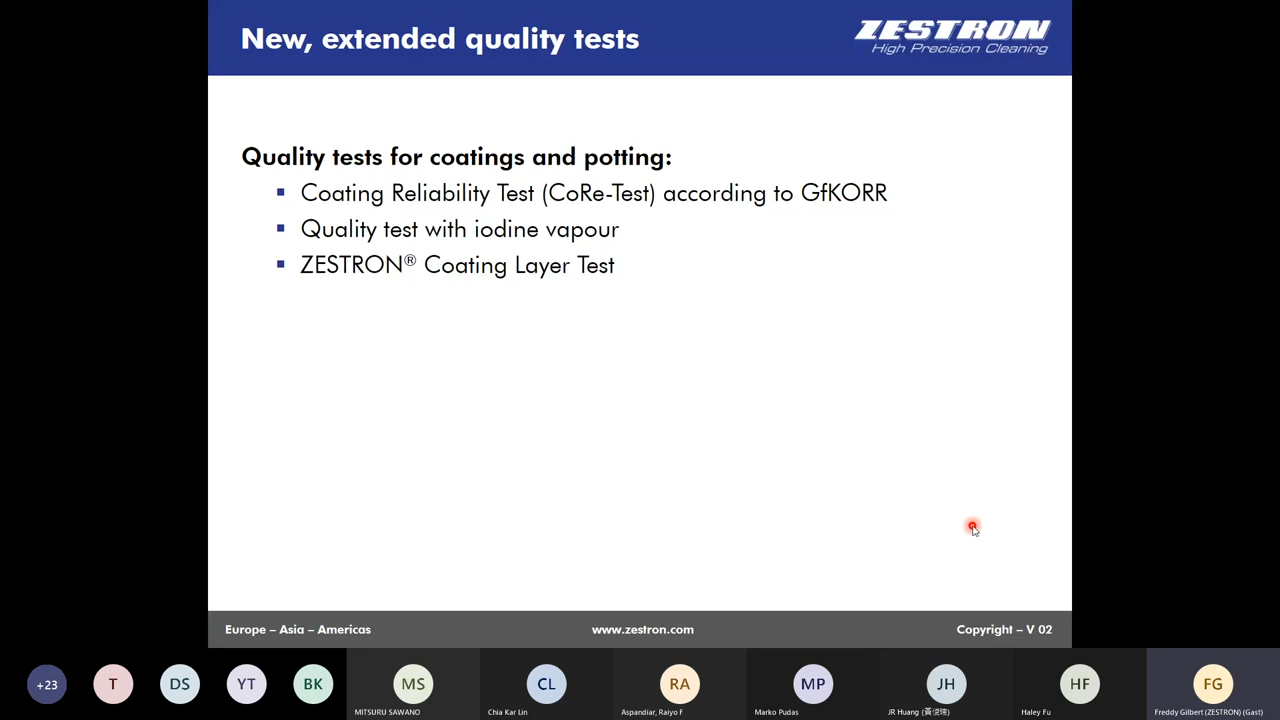 New, extended quality tests
ZESTRON
High Precision Cleaning
Quality tests for coatings and potting:
▪ Coating Reliability Test (CoRe-Test) according to GfKORR
▪ Quality test with iodine vapour
▪ ZESTRON® Coating Layer Test
Europe – Asia – Americas
www.zestron.com
Copyright – V 02
+23
T
DS
YT
BK
MS
CL
RA
MP
JH
HF
FG
MITSURU SAWANO
Chia Kar Lin
Aspandiar, Raiyo F
Marko Pudas
JR Huang
Haley Fu
Freddy Gilbert (ZESTRON) (Gast)